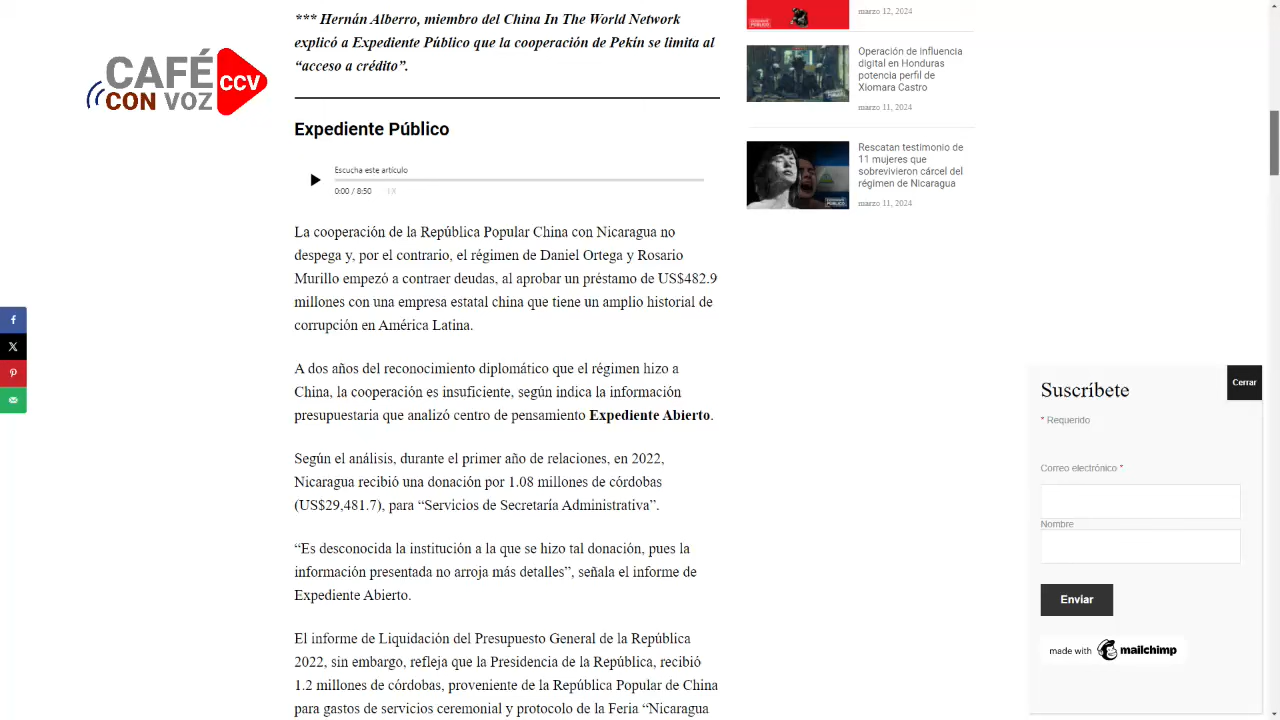 *** Hernán Alberro, miembro del China In The World Network
explicó a Expediente Público que la cooperación de Pekín se limita al
“acceso a crédito”.
CAFÉ
CON VOZ
CCV
Expediente Público
Escucha este artículo
0:00 / 8:50
1X
La cooperación de la República Popular China con Nicaragua no
despega y, por el contrario, el régimen de Daniel Ortega y Rosario
Murillo empezó a contraer deudas, al aprobar un préstamo de US$482.9
millones con una empresa estatal china que tiene un amplio historial de
corrupción en América Latina.
A dos años del reconocimiento diplomático que el régimen hizo a
China, la cooperación es insuficiente, según indica la información
presupuestaria que analizó centro de pensamiento Expediente Abierto.
Según el análisis, durante el primer año de relaciones, en 2022,
Nicaragua recibió una donación por 1.08 millones de córdobas
(US$29,481.7), para “Servicios de Secretaría Administrativa”.
“Es desconocida la institución a la que se hizo tal donación, pues la
información presentada no arroja más detalles”, señala el informe de
Expediente Abierto.
El informe de Liquidación del Presupuesto General de la República
2022, sin embargo, refleja que la Presidencia de la República, recibió
1.2 millones de córdobas, proveniente de la República Popular de China
para gastos de servicios ceremonial y protocolo de la Feria “Nicaragua
marzo 12, 2024
Operación de influencia
digital en Honduras
potencia perfil de
Xiomara Castro
marzo 11, 2024
Rescatan testimonio de
11 mujeres que
sobrevivieron cárcel del
régimen de Nicaragua
marzo 11, 2024
Cerrar
Suscríbete
* Requerido
Correo electrónico *
Nombre
Enviar
made with mailchimp